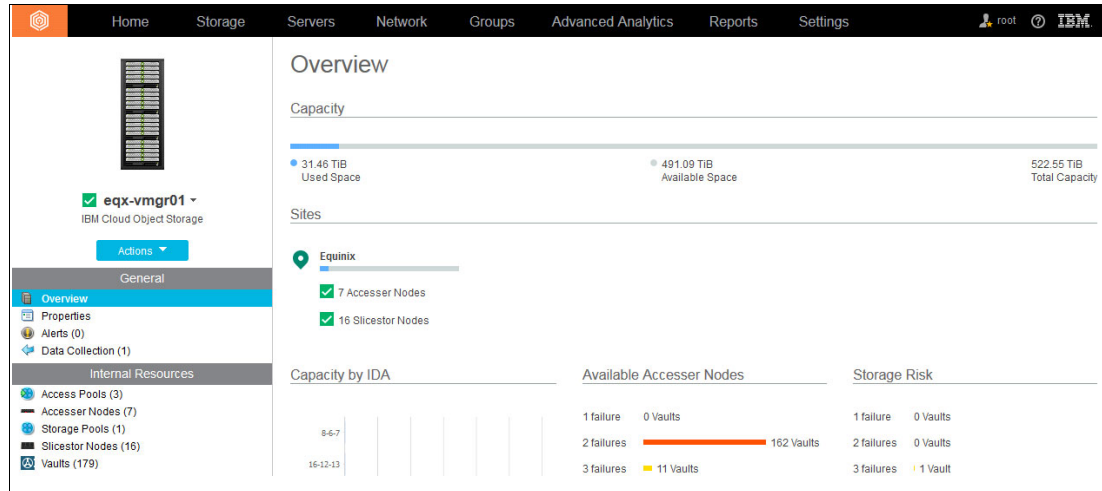 Home Storage Servers Network Groups Advanced Analytics Reports Settings root ? IBM.
eqx-vmgr01
IBM Cloud Object Storage
Actions
General
Overview
Properties
Alerts (0)
Data Collection (1)
Internal Resources
Access Pools (3)
Accesser Nodes (7)
Storage Pools (1)
Slicestor Nodes (16)
Vaults (179)
Overview
Capacity
31.46 TiB 491.09 TiB 522.55 TiB
Used Space Available Space Total Capacity
Sites
Equinix
7 Accesser Nodes
16 Slicestor Nodes
Capacity by IDA
8-6-7
16-12-13
Available Accesser Nodes
1 failure 0 Vaults
2 failures 162 Vaults
3 failures 11 Vaults
Storage Risk
1 failure 0 Vaults
2 failures 0 Vaults
3 failures 1 Vault